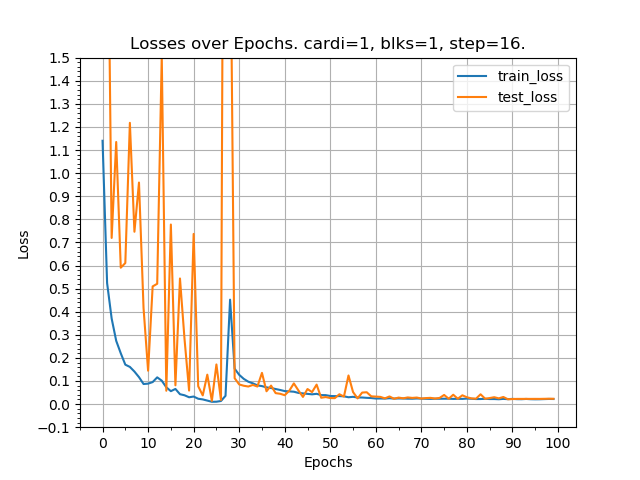 Losses over Epochs. cardi=1, blks=1, step=16.
train_loss
test_loss
Loss
1.5
1.4
1.3
1.2
1.1
1.0
0.9
0.8
0.7
0.6
0.5
0.4
0.3
0.2
0.1
0.0
−0.1
0 10 20 30 40 50 60 70 80 90 100
Epochs